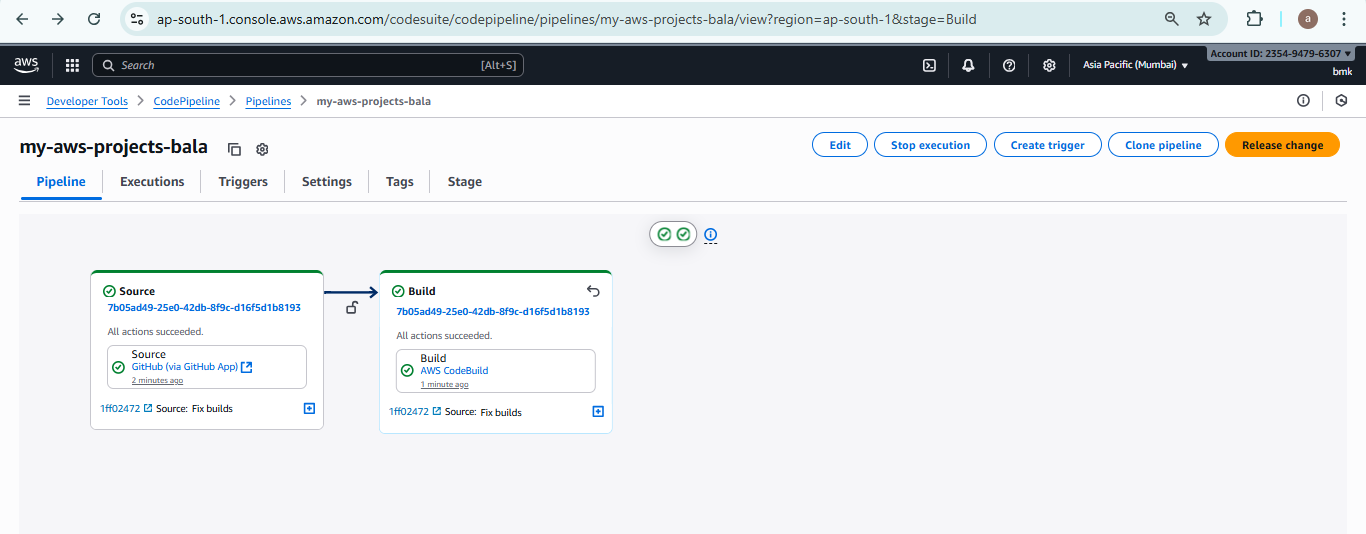 ap-south-1.console.aws.amazon.com/codesuite/codepipeline/pipelines/my-aws-projects-bala/view?region=ap-south-1&stage=Build
a
aws
Search
[Alt+S]
Asia Pacific (Mumbai)
Account ID: 2354-9479-6307
bmk
Developer Tools
CodePipeline
Pipelines
my-aws-projects-bala
my-aws-projects-bala
Edit
Stop execution
Create trigger
Clone pipeline
Release change
Pipeline
Executions
Triggers
Settings
Tags
Stage
Source
7b05ad49-25e0-42db-8f9c-d16f5d1b8193
All actions succeeded.
Source
GitHub (via GitHub App)
2 minutes ago
1ff02472 Source: Fix builds
Build
7b05ad49-25e0-42db-8f9c-d16f5d1b8193
All actions succeeded.
Build
AWS CodeBuild
1 minute ago
1ff02472 Source: Fix builds